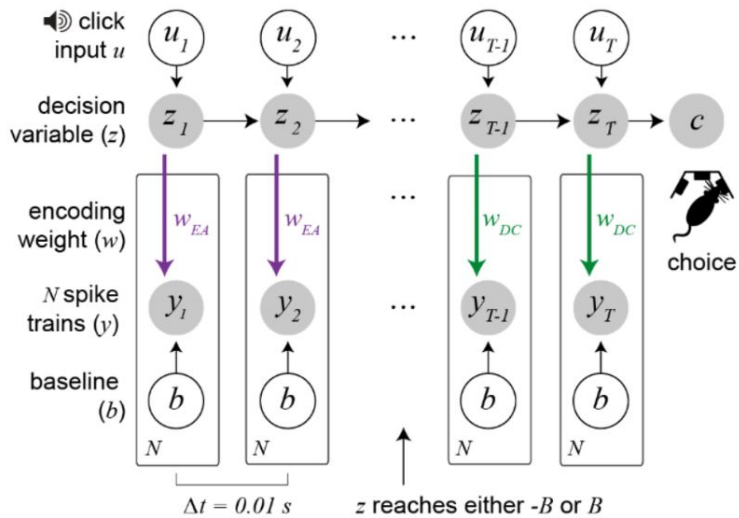 click
input u
u1 u2 ... uT-1 uT
decision
variable (z)
z1 z2 ... zT-1 zT c
encoding
weight (w)
wEA wEA ... wDC wDC
choice
N spike
trains (y)
y1 y2 ... yT-1 yT
baseline
(b)
b b b b
N N N N
Δt = 0.01 s
z reaches either -B or B